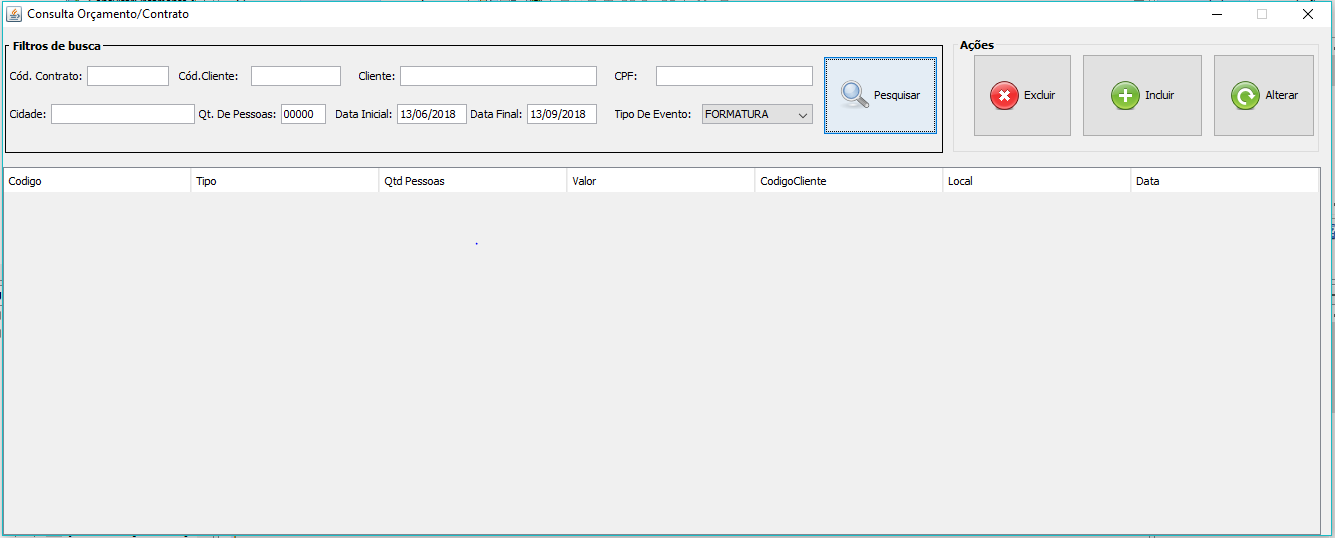 Consulta Orçamento/Contrato
Filtros de busca
Ações
Cód. Contrato: Cód.Cliente: Cliente: CPF:
Pesquisar Excluir Incluir Alterar
Cidade: Qt. De Pessoas: 00000 Data Inicial: 13/06/2018 Data Final: 13/09/2018 Tipo De Evento: FORMATURA
Codigo Tipo Qtd Pessoas Valor CodigoCliente Local Data